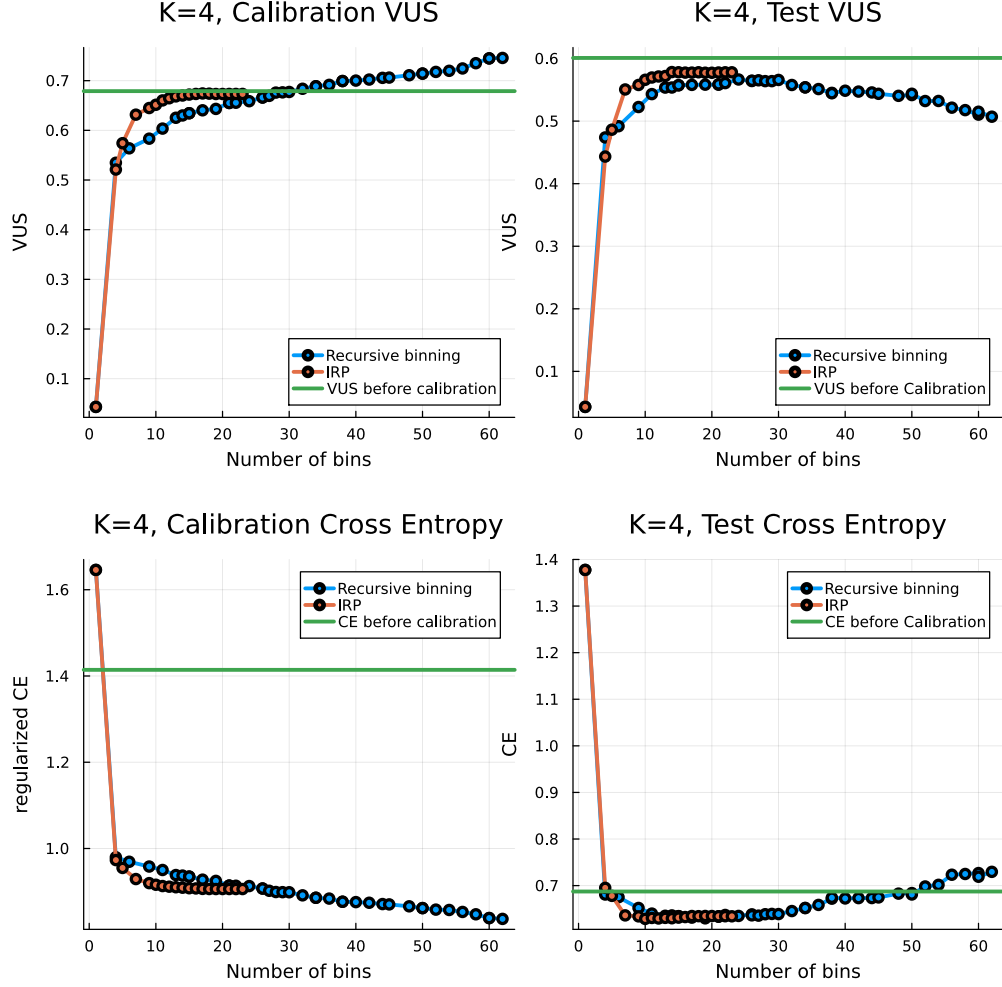 K=4, Calibration VUS
VUS
0.7
0.6
0.5
0.4
0.3
0.2
0.1
0 10 20 30 40 50 60
Number of bins
Recursive binning
IRP
VUS before calibration
K=4, Test VUS
VUS
0.6
0.5
0.4
0.3
0.2
0.1
0 10 20 30 40 50 60
Number of bins
Recursive binning
IRP
VUS before Calibration
K=4, Calibration Cross Entropy
regularized CE
1.6
1.4
1.2
1.0
0 10 20 30 40 50 60
Number of bins
Recursive binning
IRP
CE before calibration
K=4, Test Cross Entropy
CE
1.4
1.3
1.2
1.1
1.0
0.9
0.8
0.7
0.6
0 10 20 30 40 50 60
Number of bins
Recursive binning
IRP
CE before Calibration